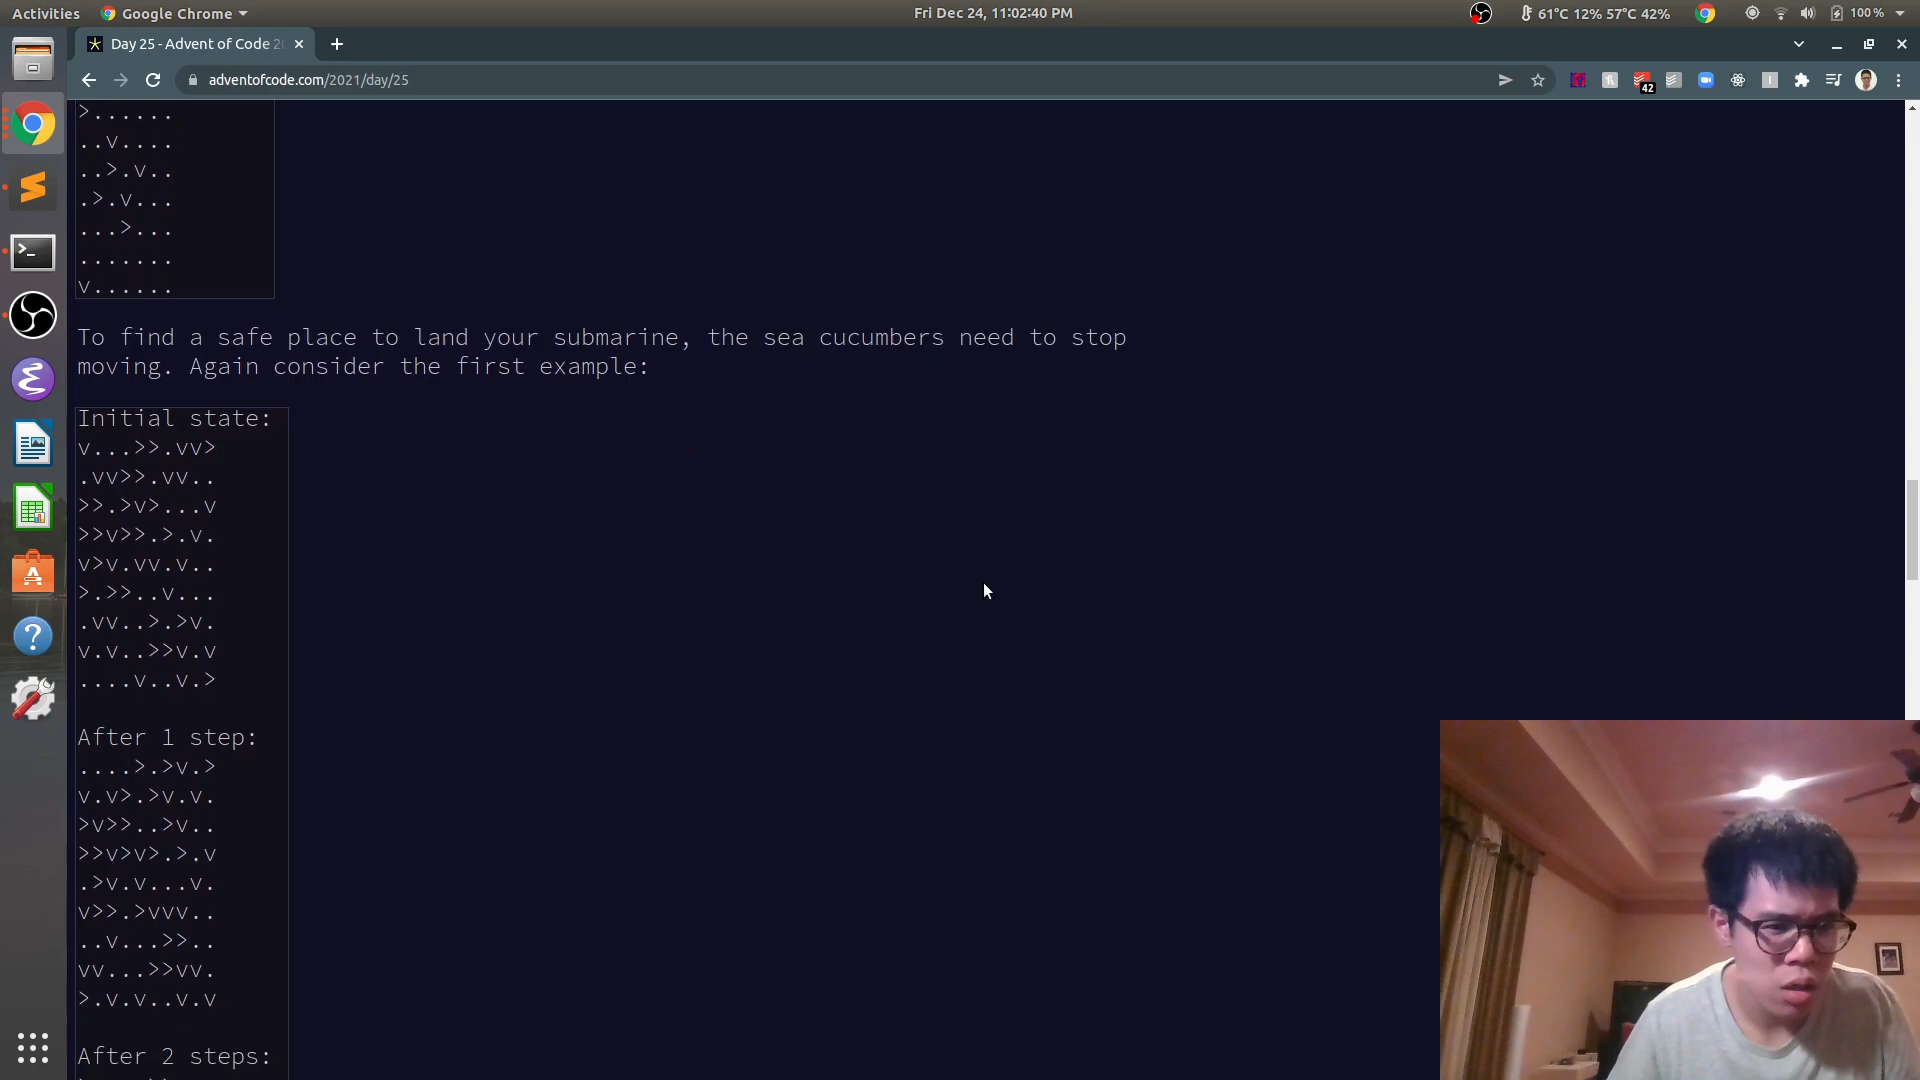 Activities Google Chrome Fri Dec 24, 11:02:40 PM 61°C 12% 57°C 42% 100%
Day 25 - Advent of Code 20
adventofcode.com/2021/day/25
42
>......
..v....
..>.v..
.>.v...
...>...
.......
v......
To find a safe place to land your submarine, the sea cucumbers need to stop
moving. Again consider the first example:
Initial state:
v...>>.vv>
.vv>>.vv..
>>.>v>...v
>>v>>.>.v.
v>v.vv.v..
>.>>..v...
.vv..>.>v.
v.v..>>v.v
....v..v.>
After 1 step:
....>.>v.>
v.v>.>v.v.
>v>>..>v..
>>v>v>.>.v
.>v.v...v.
v>>.>vvv..
..v...>>..
vv...>>vv.
>.v.v..v.v
After 2 steps: